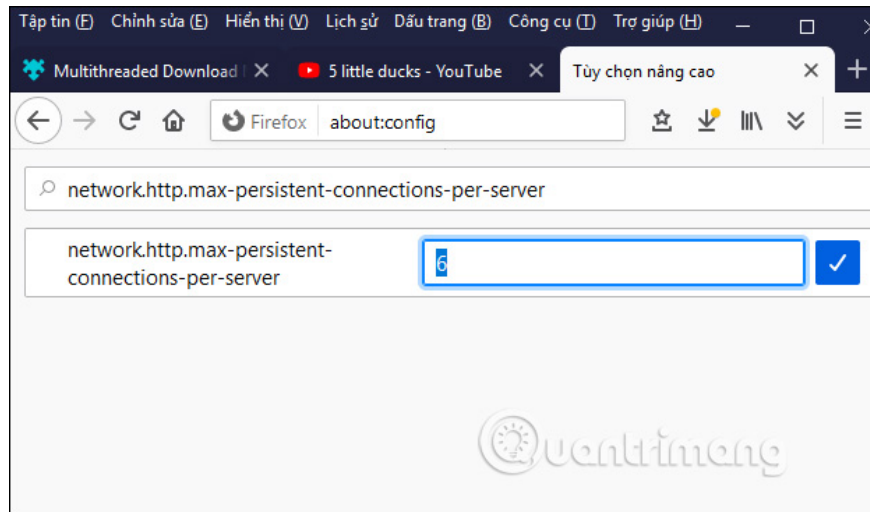 Tập tin (F) Chỉnh sửa (E) Hiển thị (V) Lịch sử Dấu trang (B) Công cụ (T) Trợ giúp (H)
Multithreaded Download 5 little ducks - YouTube Tùy chọn nâng cao
Firefox about:config
network.http.max-persistent-connections-per-server
network.http.max-persistent-
connections-per-server
6
Quantrimang